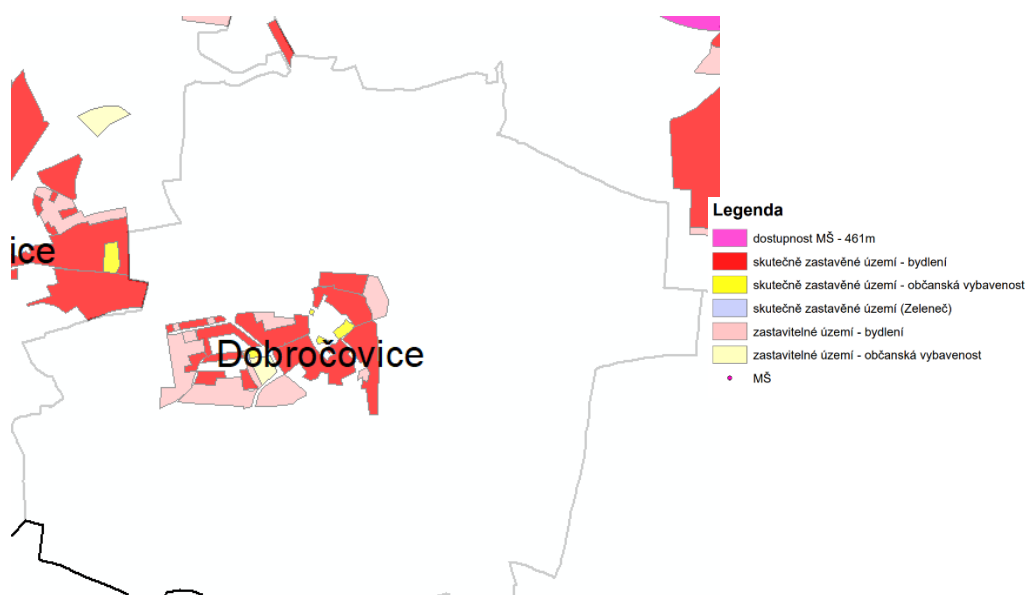 ice
Dobročovice
Legenda
dostupnost MŠ - 461m
skutečně zastavěné území - bydlení
skutečně zastavěné území - občanská vybavenost
skutečně zastavěné území (Zeleneč)
zastavitelné území - bydlení
zastavitelné území - občanská vybavenost
MŠ